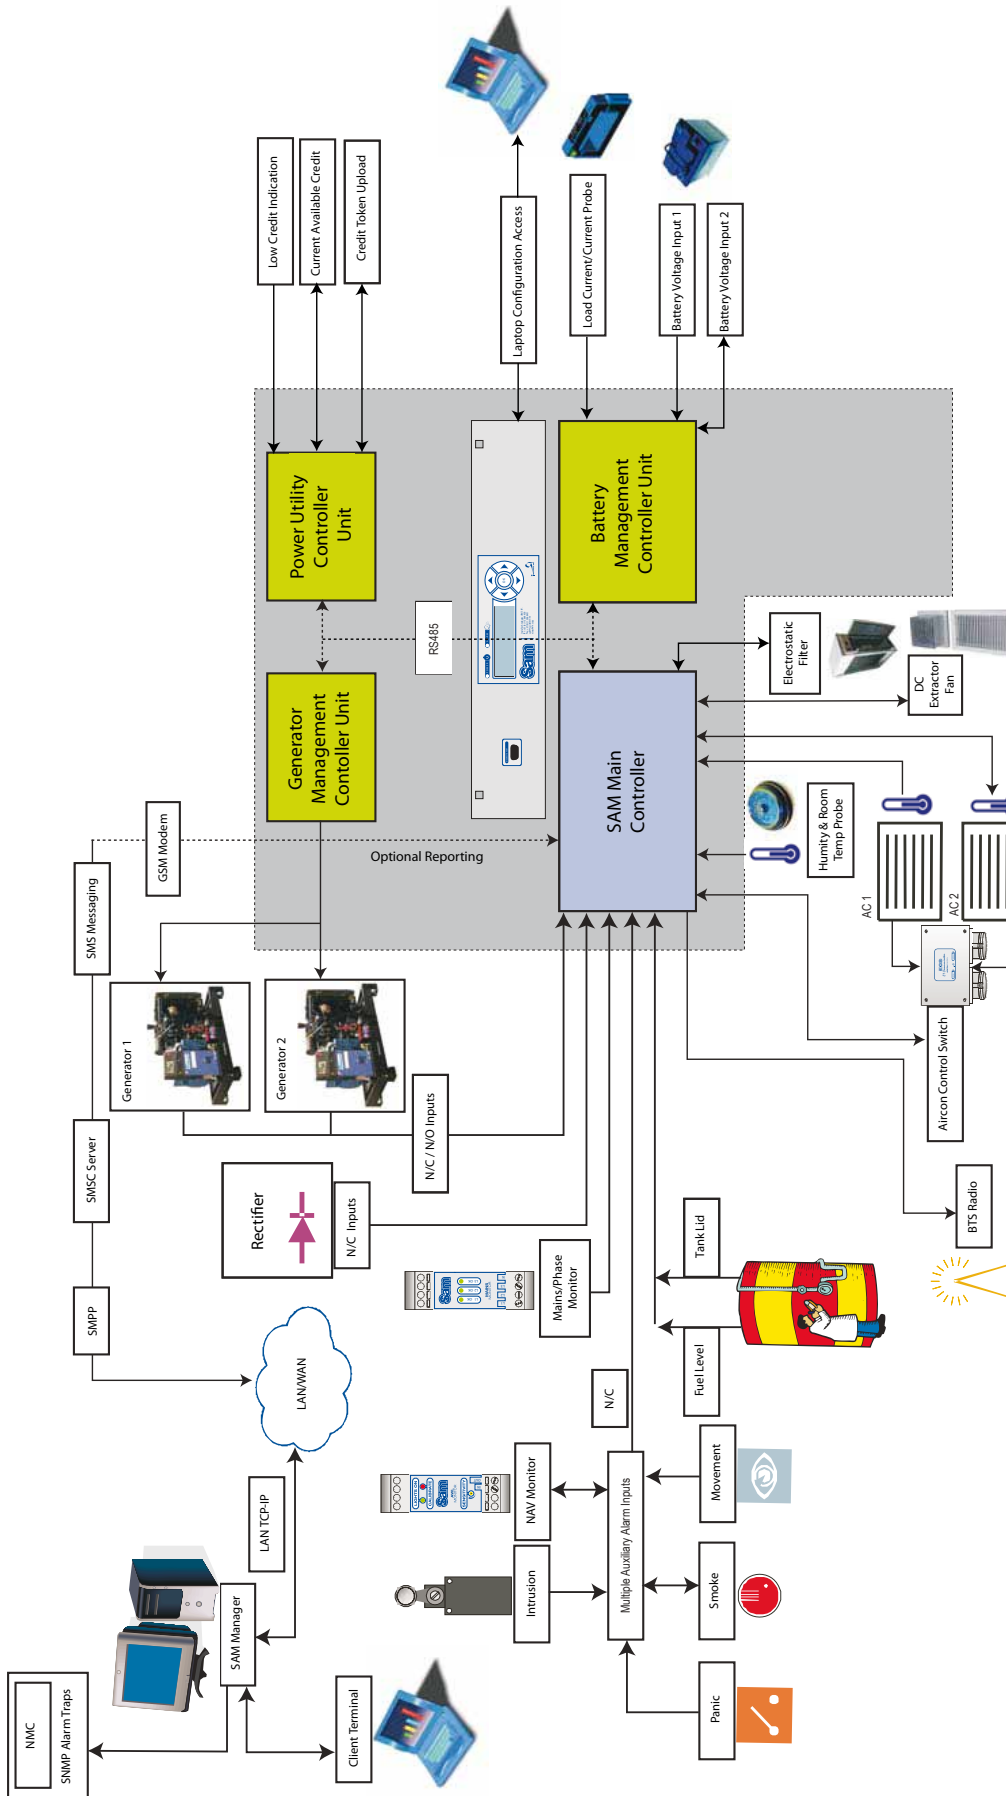 NMC
SNMP Alarm Traps
SAM Manager
Client Terminal
LAN TCP-IP
LAN/WAN
SMPP
SMSC Server
SMS Messaging
GSM Modem
Optional Reporting
Low Credit Indication
Current Available Credit
Credit Token Upload
Power Utility
Controller
Unit
Generator
Management
Contoller Unit
RS485
Sam
Laptop Configuration Access
Load Current/Current Probe
Battery Voltage Input 1
Battery Voltage Input 2
Battery
Management
Controller Unit
SAM Main
Controller
Generator 1
Generator 2
N/C / N/O Inputs
Rectifier
N/C Inputs
Mains/Phase
Monitor
Sam
N/C
Tank Lid
Fuel Level
NAV Monitor
LIGHTS ON
Sam
Intrusion
Multiple Auxiliary Alarm Inputs
Movement
Smoke
Panic
Electrostatic
Filter
DC
Extractor
Fan
Humity & Room
Temp Probe
AC 1
AC 2
Aircon Control Switch
BTS Radio